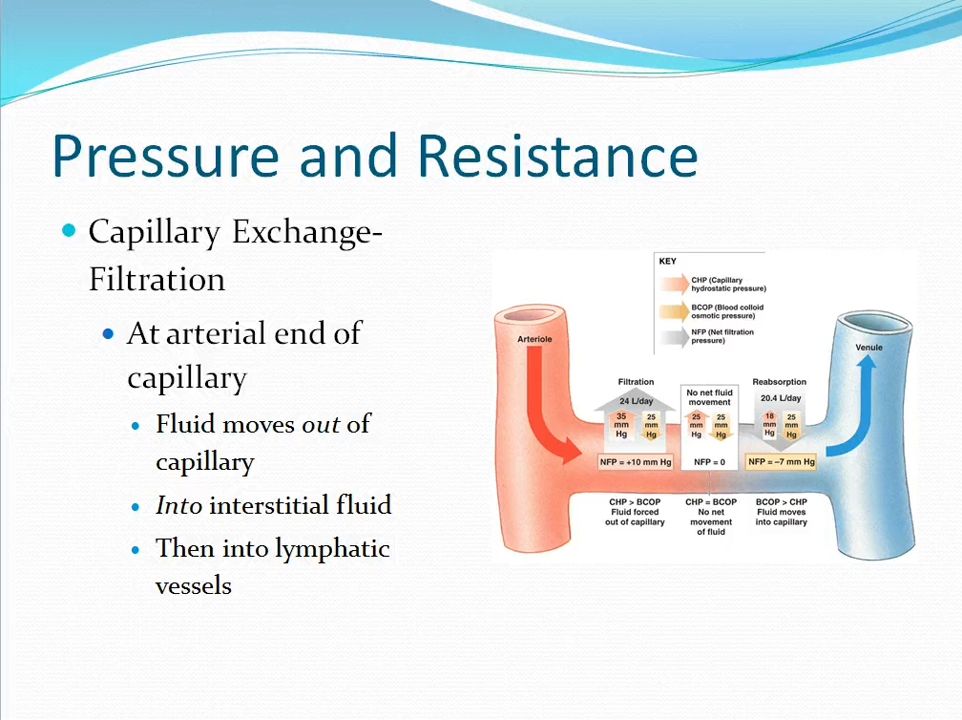 Pressure and Resistance
Capillary Exchange-
Filtration
At arterial end of
capillary
Fluid moves out of
capillary
Into interstitial fluid
Then into lymphatic
vessels
KEY
CHP (Capillary
hydrostatic pressure)
BCOP (Blood colloid
osmotic pressure)
NFP (Net filtration
pressure)
Arteriole
Venule
Filtration
24 L/day
35
mm
Hg
25
mm
Hg
NFP = +10 mm Hg
No net fluid
movement
25
mm
Hg
25
mm
Hg
NFP = 0
Reabsorption
20.4 L/day
18
mm
Hg
25
mm
Hg
NFP = –7 mm Hg
CHP > BCOP
Fluid forced
out of capillary
CHP = BCOP
No net
movement
of fluid
BCOP > CHP
Fluid moves
into capillary